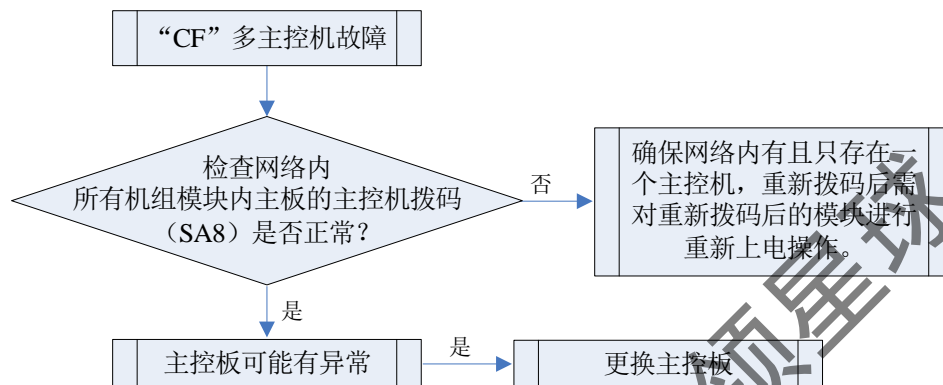 “CF”多主控机故障
检查网络内
所有机组模块内主板的主控机拨码
（SA8）是否正常？
否
确保网络内有且只存在一
个主控机，重新拨码后需
对重新拨码后的模块进行
重新上电操作。
是
主控板可能有异常
是
更换主控板
领星球